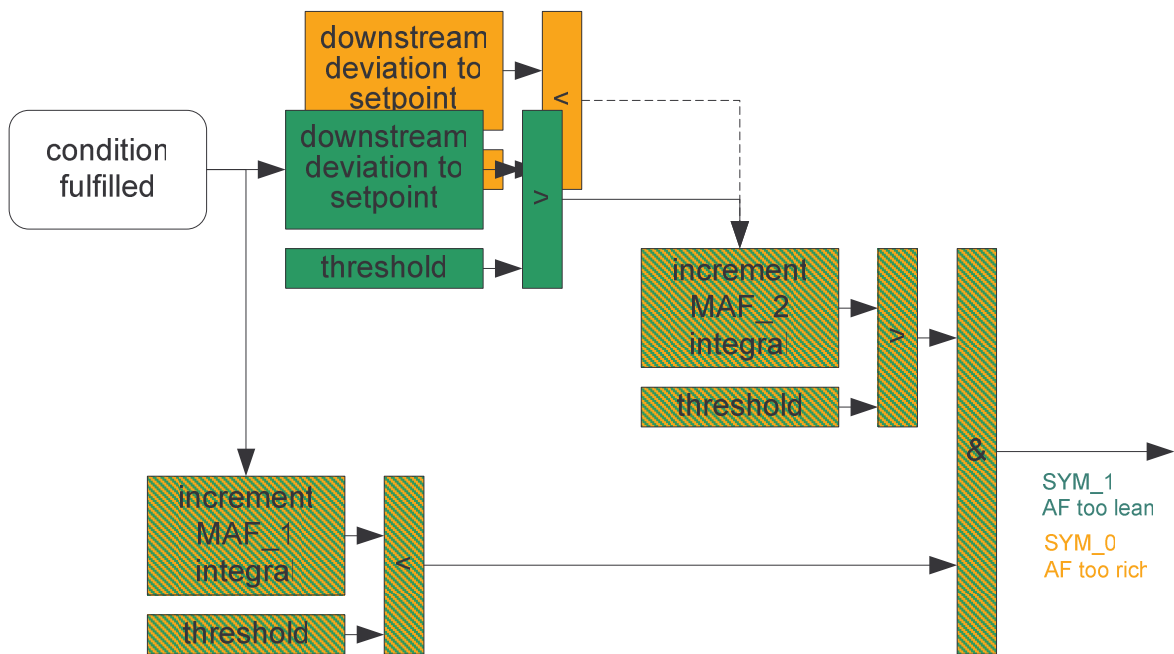 downstream
deviation to
setpoint
<
condition
fulfilled
downstream
deviation to
setpoint
>
threshold
increment
MAF_2
integral
>
threshold
&
SYM_1
AF too lean
SYM_0
AF too rich
increment
MAF_1
integral
<
threshold